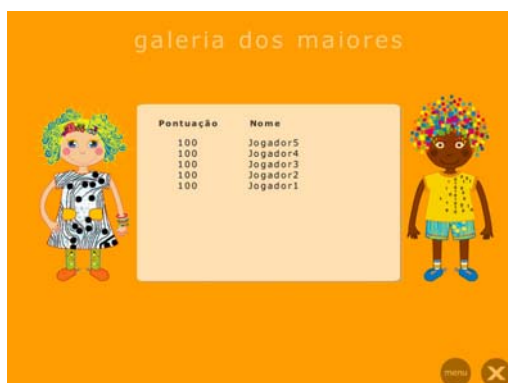 galeria dos maiores
Pontuação Nome
100 Jogador5
100 Jogador4
100 Jogador3
100 Jogador2
100 Jogador1
menu